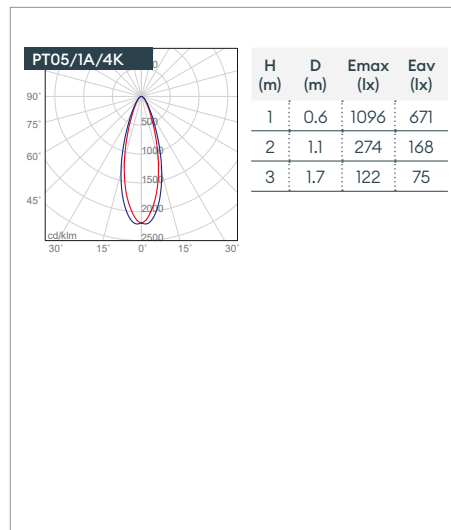 PT05/1A/4K
90°
75°
60°
45°
500
1000
1500
2000
2500
cd/klm
30° 15° 0° 15° 30°
H D Emax Eav
(m) (m) (lx) (lx)
1 0.6 1096 671
2 1.1 274 168
3 1.7 122 75